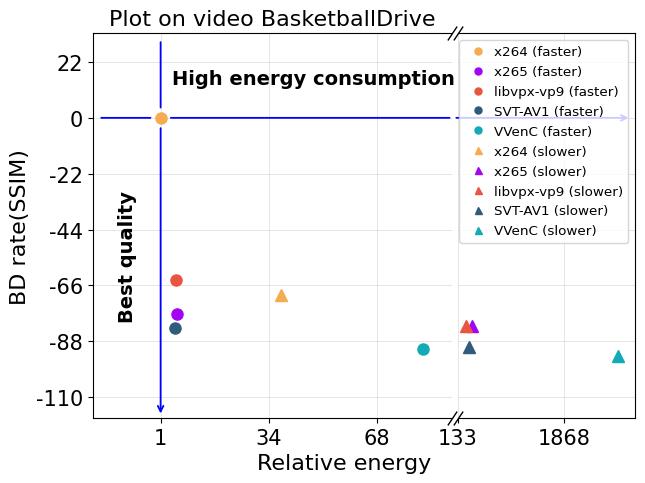 Plot on video BasketballDrive
22
0
-22
-44
-66
-88
-110
BD rate(SSIM)
High energy consumption
Best quality
x264 (faster)
x265 (faster)
libvpx-vp9 (faster)
SVT-AV1 (faster)
VVenC (faster)
x264 (slower)
x265 (slower)
libvpx-vp9 (slower)
SVT-AV1 (slower)
VVenC (slower)
1 34 68 133 1868
Relative energy